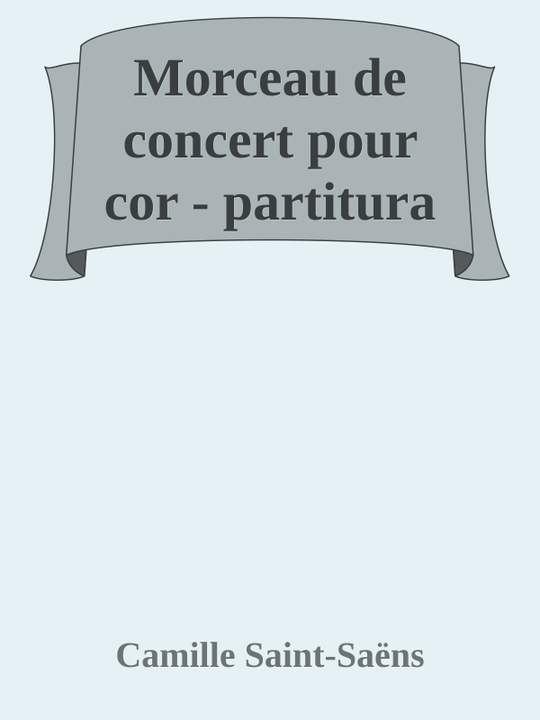 Morceau de
concert pour
cor - partitura
Camille Saint-Saëns